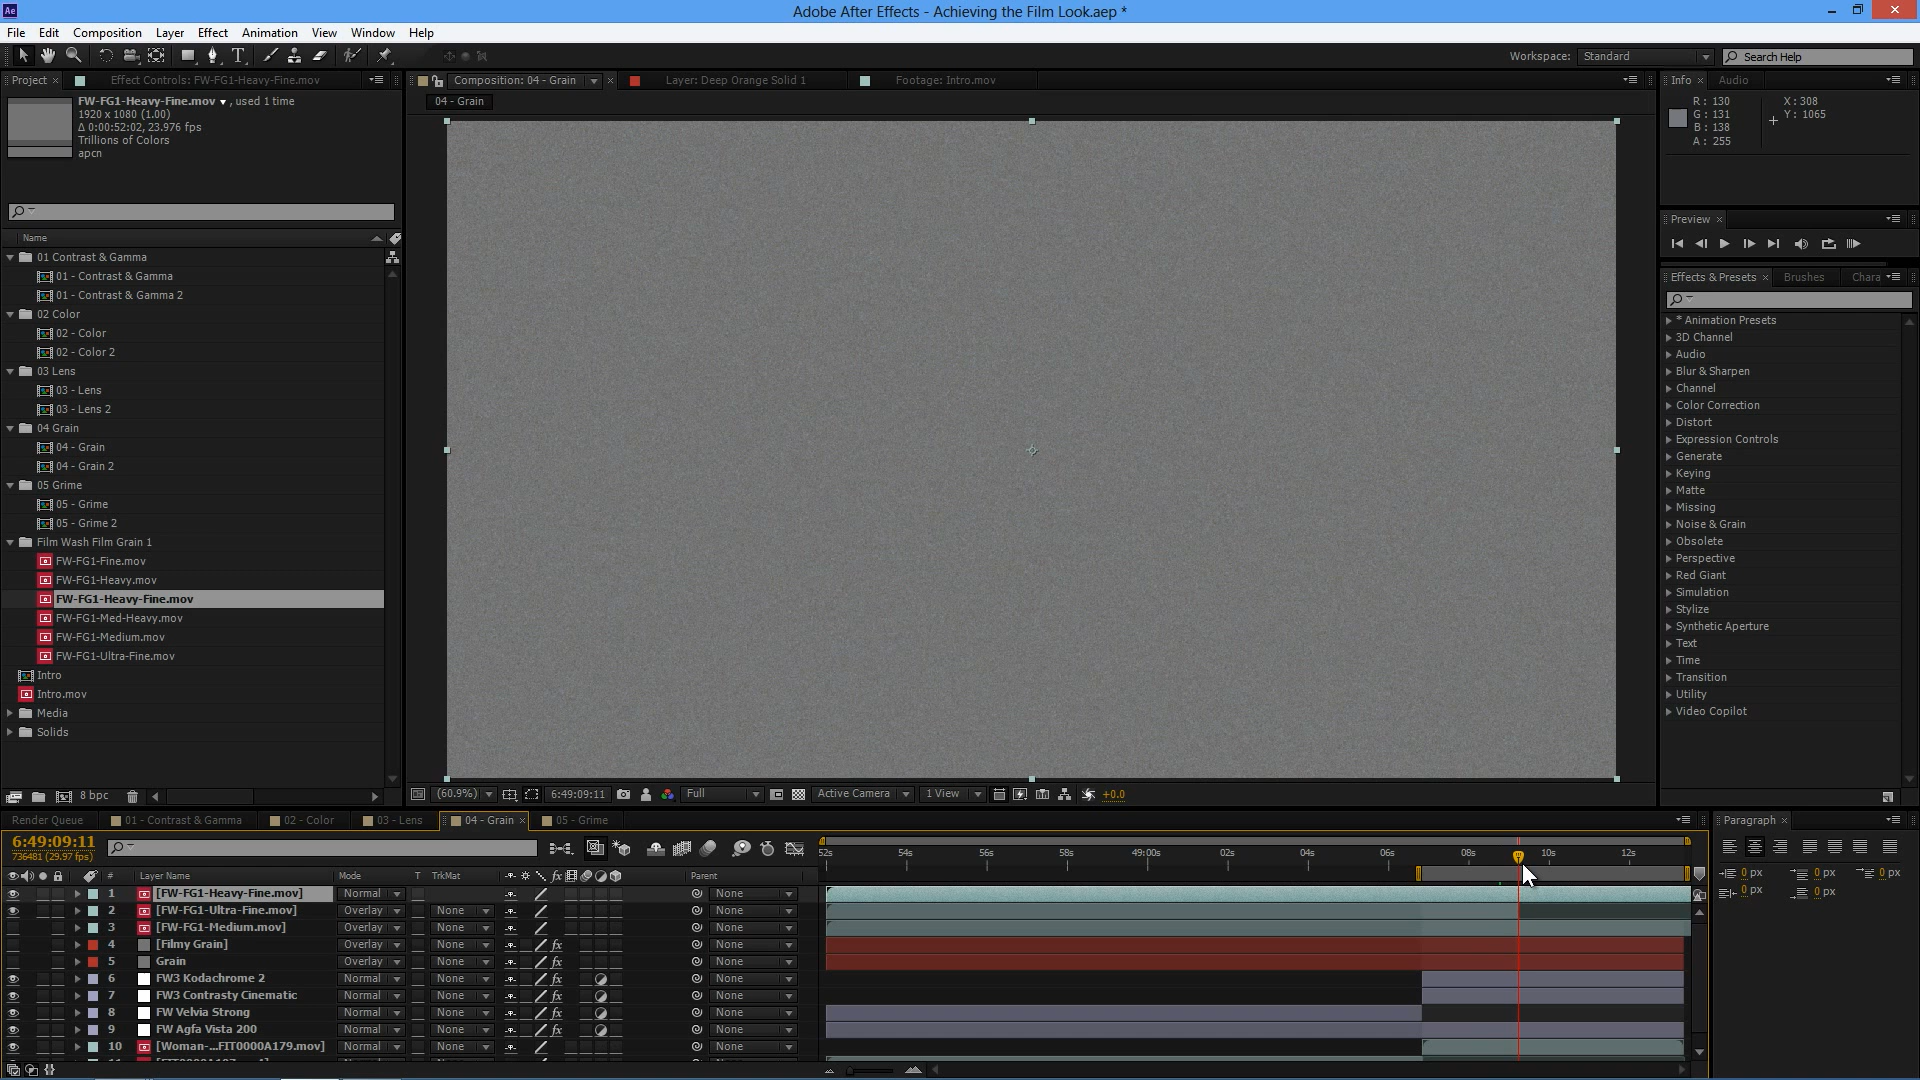 Ae Adobe After Effects - Achieving the Film Look.aep *
File Edit Composition Layer Effect Animation View Window Help
T Workspace: Standard Search Help
Project × Effect Controls: FW-FG1-Heavy-Fine.mov Composition: 04 - Grain × Layer: Deep Orange Solid 1 Footage: Intro.mov Info × Audio
FW-FG1-Heavy-Fine.mov , used 1 time
1920 x 1080 (1.00)
Δ 0:00:52:02, 23.976 fps
Trillions of Colors
apcn
04 - Grain
R: 130 X: 308
G: 131 Y: 1065
B: 138
A: 255
Preview ×
Effects & Presets × Brushes Chara
* Animation Presets
3D Channel
Audio
Blur & Sharpen
Channel
Color Correction
Distort
Expression Controls
Generate
Keying
Matte
Missing
Noise & Grain
Obsolete
Perspective
Red Giant
Simulation
Stylize
Synthetic Aperture
Text
Time
Transition
Utility
Video Copilot
Name
01 Contrast & Gamma
01 - Contrast & Gamma
01 - Contrast & Gamma 2
02 Color
02 - Color
02 - Color 2
03 Lens
03 - Lens
03 - Lens 2
04 Grain
04 - Grain
04 - Grain 2
05 Grime
05 - Grime
05 - Grime 2
Film Wash Film Grain 1
FW-FG1-Fine.mov
FW-FG1-Heavy.mov
FW-FG1-Heavy-Fine.mov
FW-FG1-Med-Heavy.mov
FW-FG1-Medium.mov
FW-FG1-Ultra-Fine.mov
Intro
Intro.mov
Media
Solids
8 bpc
(60.9%) 6:49:09:11 Full Active Camera 1 View +0.0
Render Queue 01 - Contrast & Gamma 02 - Color 03 - Lens 04 - Grain × 05 - Grime
Paragraph ×
6:49:09:11
736481 (29.97 fps)
52s 54s 56s 58s 49:00s 02s 04s 06s 08s 10s 12s
0 px 0 px 0 px
0 px 0 px
# Layer Name Mode T TrkMat fx Parent
1 [FW-FG1-Heavy-Fine.mov] Normal None
2 [FW-FG1-Ultra-Fine.mov] Overlay None None
3 [FW-FG1-Medium.mov] Overlay None None
4 [Filmy Grain] Overlay None fx None
5 Grain Overlay None fx None
6 FW3 Kodachrome 2 Normal None fx None
7 FW3 Contrasty Cinematic Normal None fx None
8 FW Velvia Strong Normal None fx None
9 FW Agfa Vista 200 Normal None fx None
10 [Woman-...FIT0000A179.mov] Normal None None